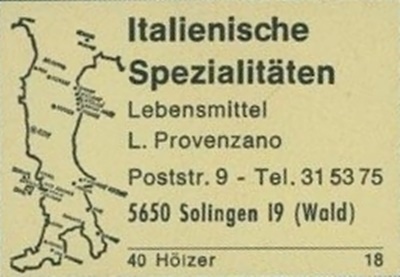 Italienische
Spezialitäten
Lebensmittel
L. Provenzano
Poststr. 9 - Tel. 31 53 75
5650 Solingen 19 (Wald)
40 Hölzer 18